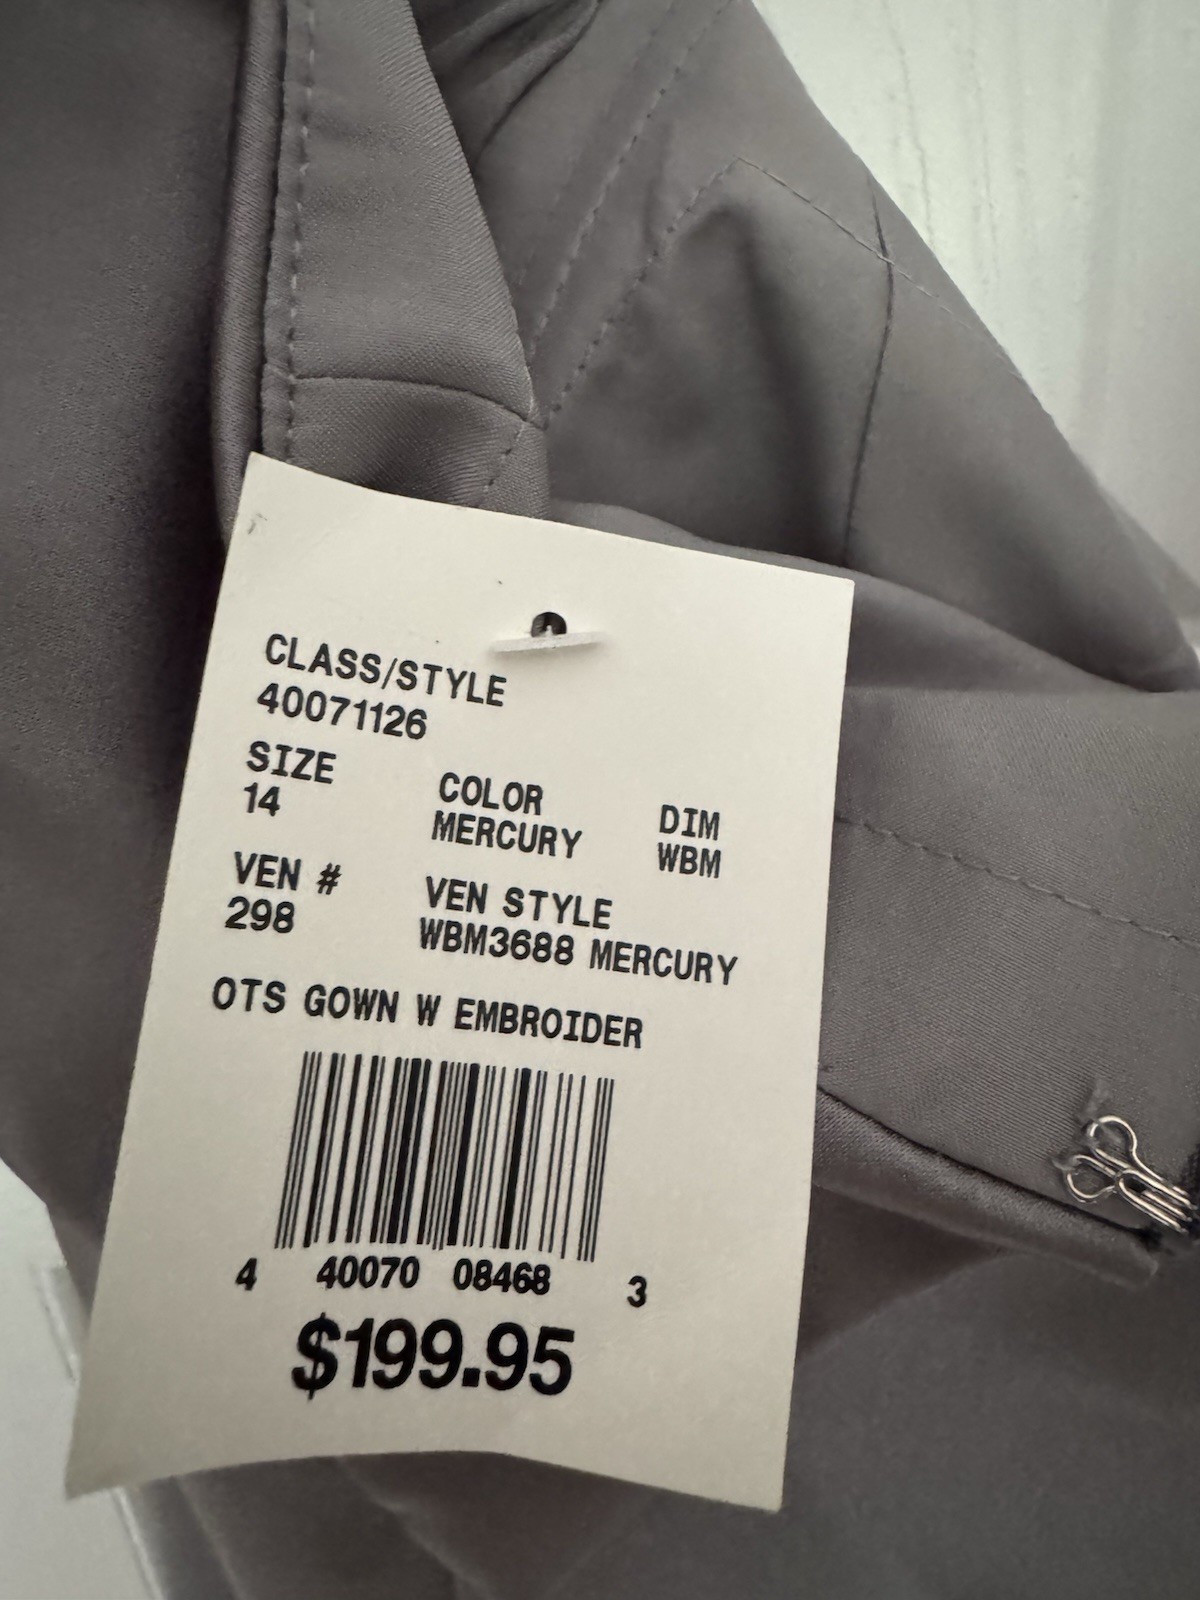 CLASS/STYLE
40071126
SIZE COLOR DIM
14 MERCURY WBM
VEN # VEN STYLE
298 WBM3688 MERCURY
OTS GOWN W EMBROIDER
4 40070 08468 3
$199.95